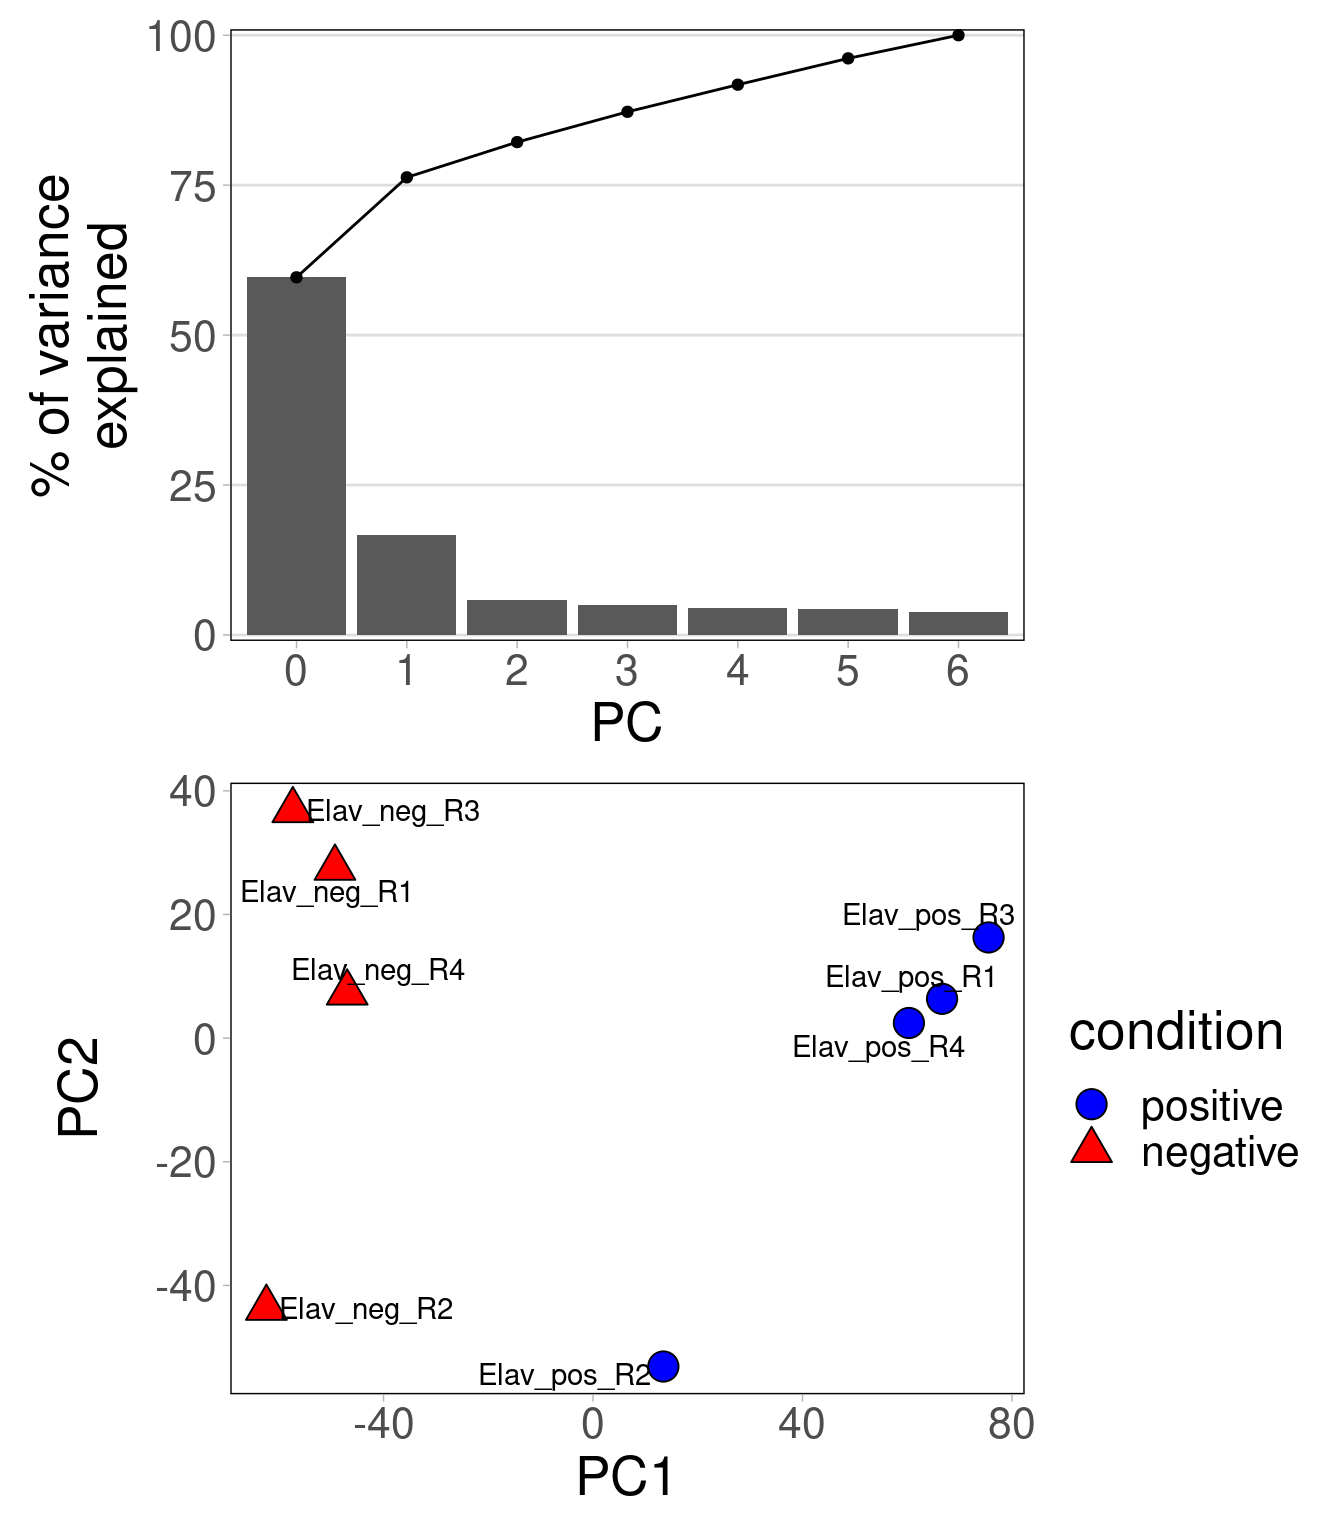 100
75
50
25
0
% of variance
explained
0 1 2 3 4 5 6
PC
40
20
0
-20
-40
PC2
Elav_neg_R3
Elav_neg_R1
Elav_pos_R3
Elav_neg_R4
Elav_pos_R1
Elav_pos_R4
Elav_neg_R2
Elav_pos_R2
-40 0 40 80
PC1
condition
positive
negative